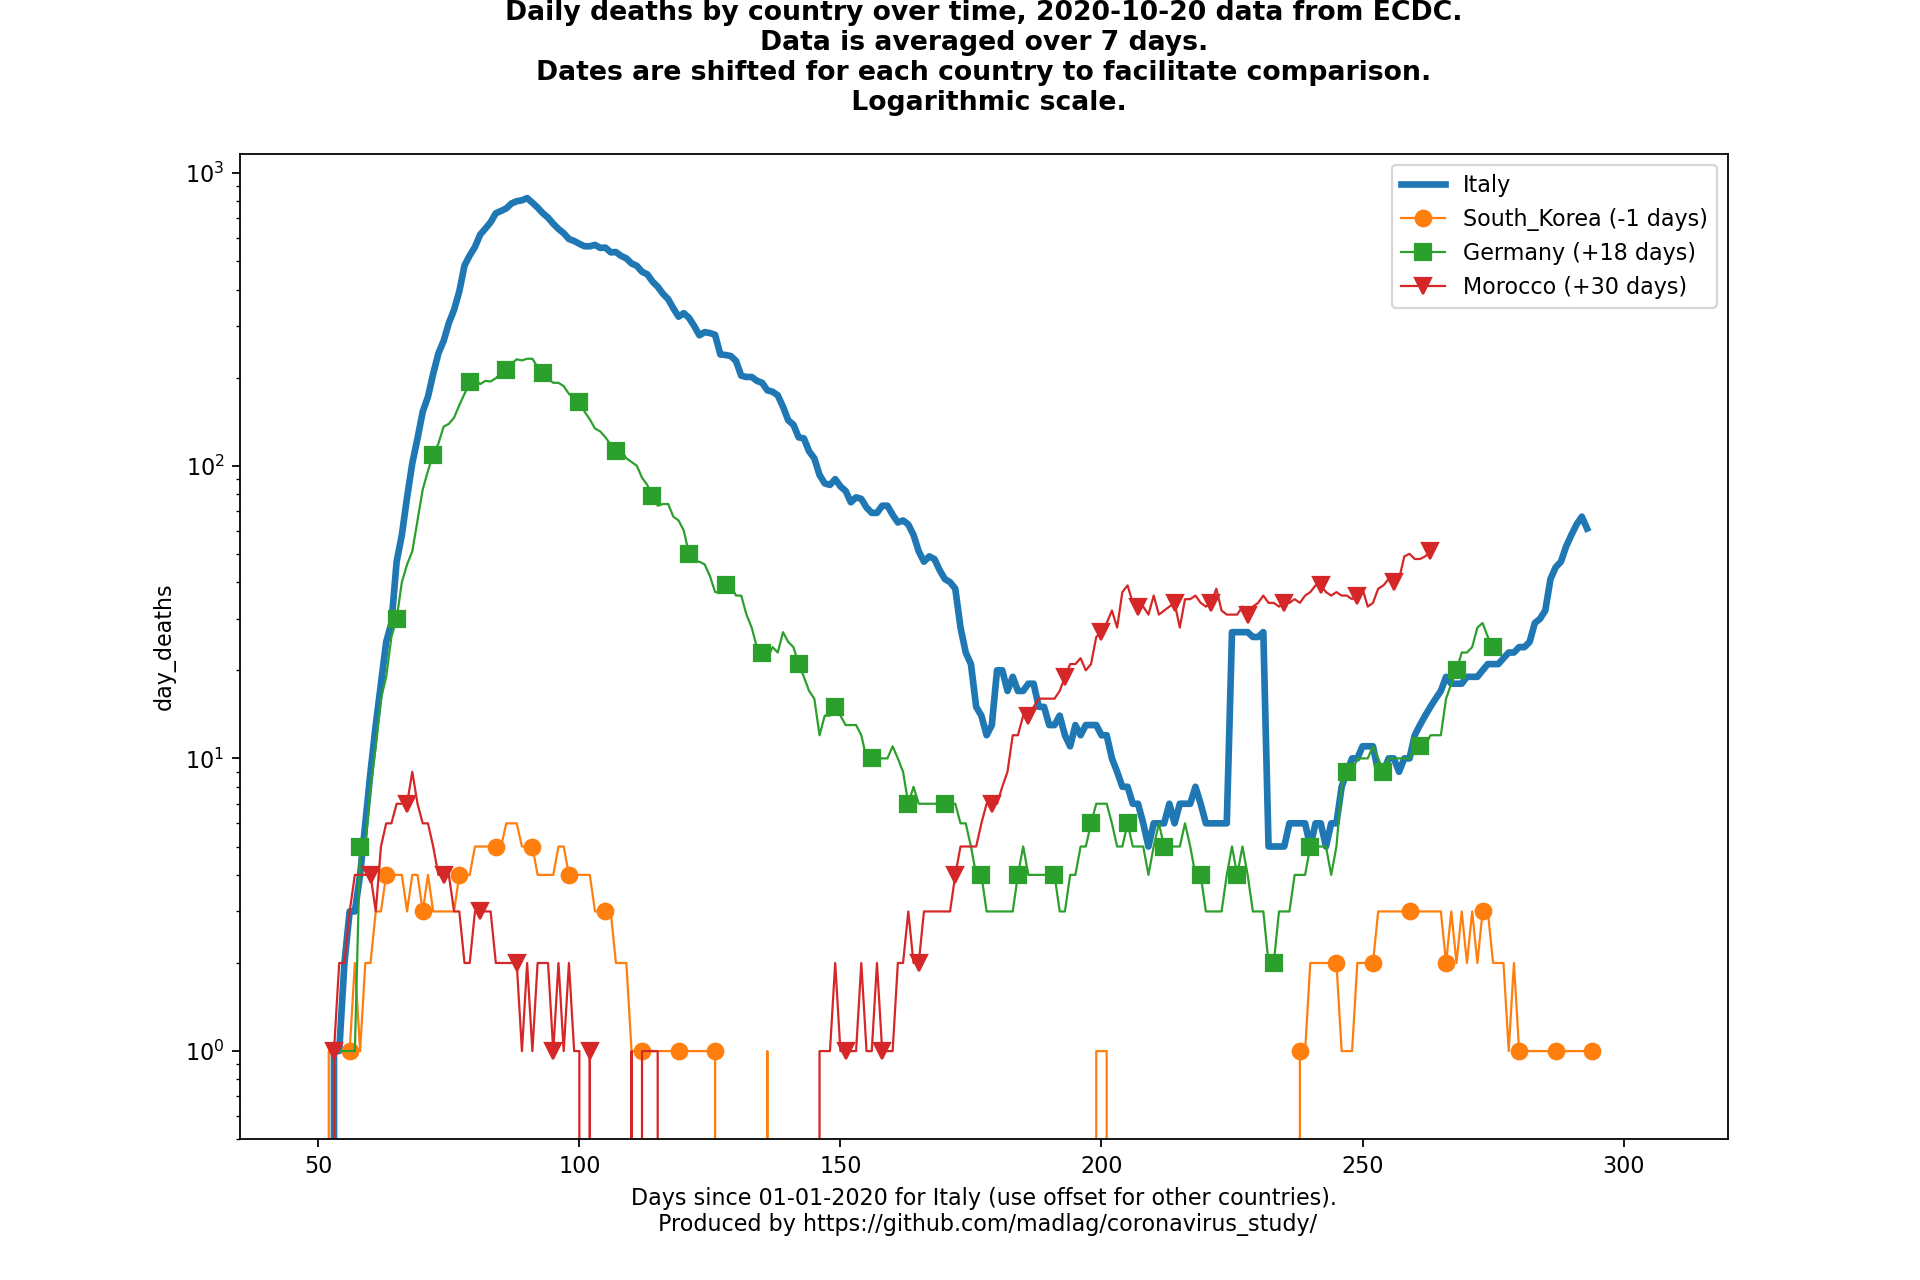 Daily deaths by country over time, 2020-10-20 data from ECDC.
Data is averaged over 7 days.
Dates are shifted for each country to facilitate comparison.
Logarithmic scale.
10³
10²
10¹
10⁰
day_deaths
Italy
South_Korea (-1 days)
Germany (+18 days)
Morocco (+30 days)
50 100 150 200 250 300
Days since 01-01-2020 for Italy (use offset for other countries).
Produced by https://github.com/madlag/coronavirus_study/